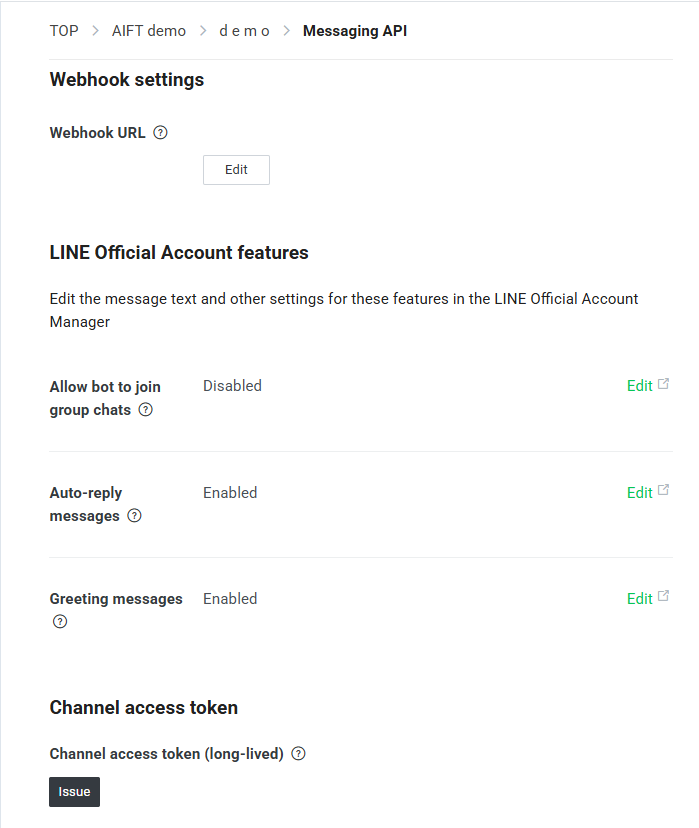 TOP > AIFT demo > d e m o > Messaging API
Webhook settings
Webhook URL ?
Edit
LINE Official Account features
Edit the message text and other settings for these features in the LINE Official Account
Manager
Allow bot to join
group chats ?
Disabled
Edit
Auto-reply
messages ?
Enabled
Edit
Greeting messages
?
Enabled
Edit
Channel access token
Channel access token (long-lived) ?
Issue